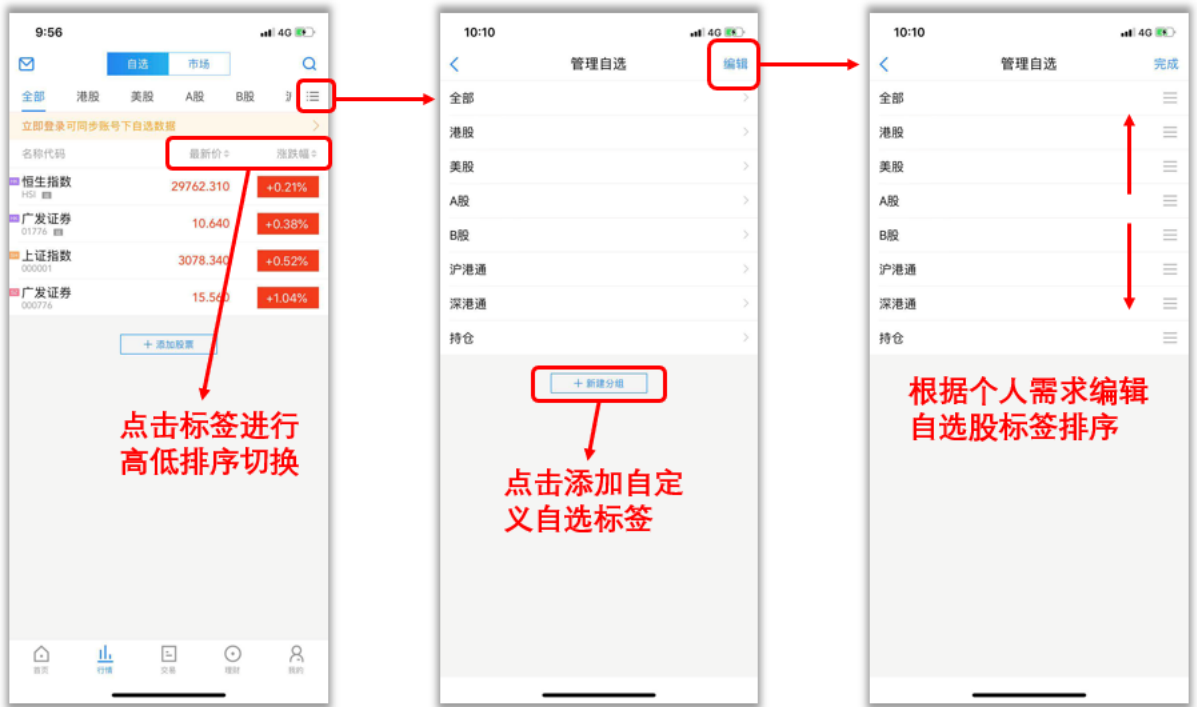 9:56
4G
自选 市场
全部 港股 美股 A股 B股
立即登录可同步账号下自选数据
名称代码 最新价 涨跌幅
恒生指数 29762.310 +0.21%
HSI
广发证券 10.640 +0.38%
01776
上证指数 3078.340 +0.52%
000001
广发证券 15.560 +1.04%
000776
+ 添加股票
点击标签进行
高低排序切换
首页 行情 交易 理财 我的
10:10
4G
管理自选 编辑
全部
港股
美股
A股
B股
沪港通
深港通
持仓
+ 新建分组
点击添加自定
义自选标签
10:10
4G
管理自选 完成
全部
港股
美股
A股
B股
沪港通
深港通
持仓
根据个人需求编辑
自选股标签排序